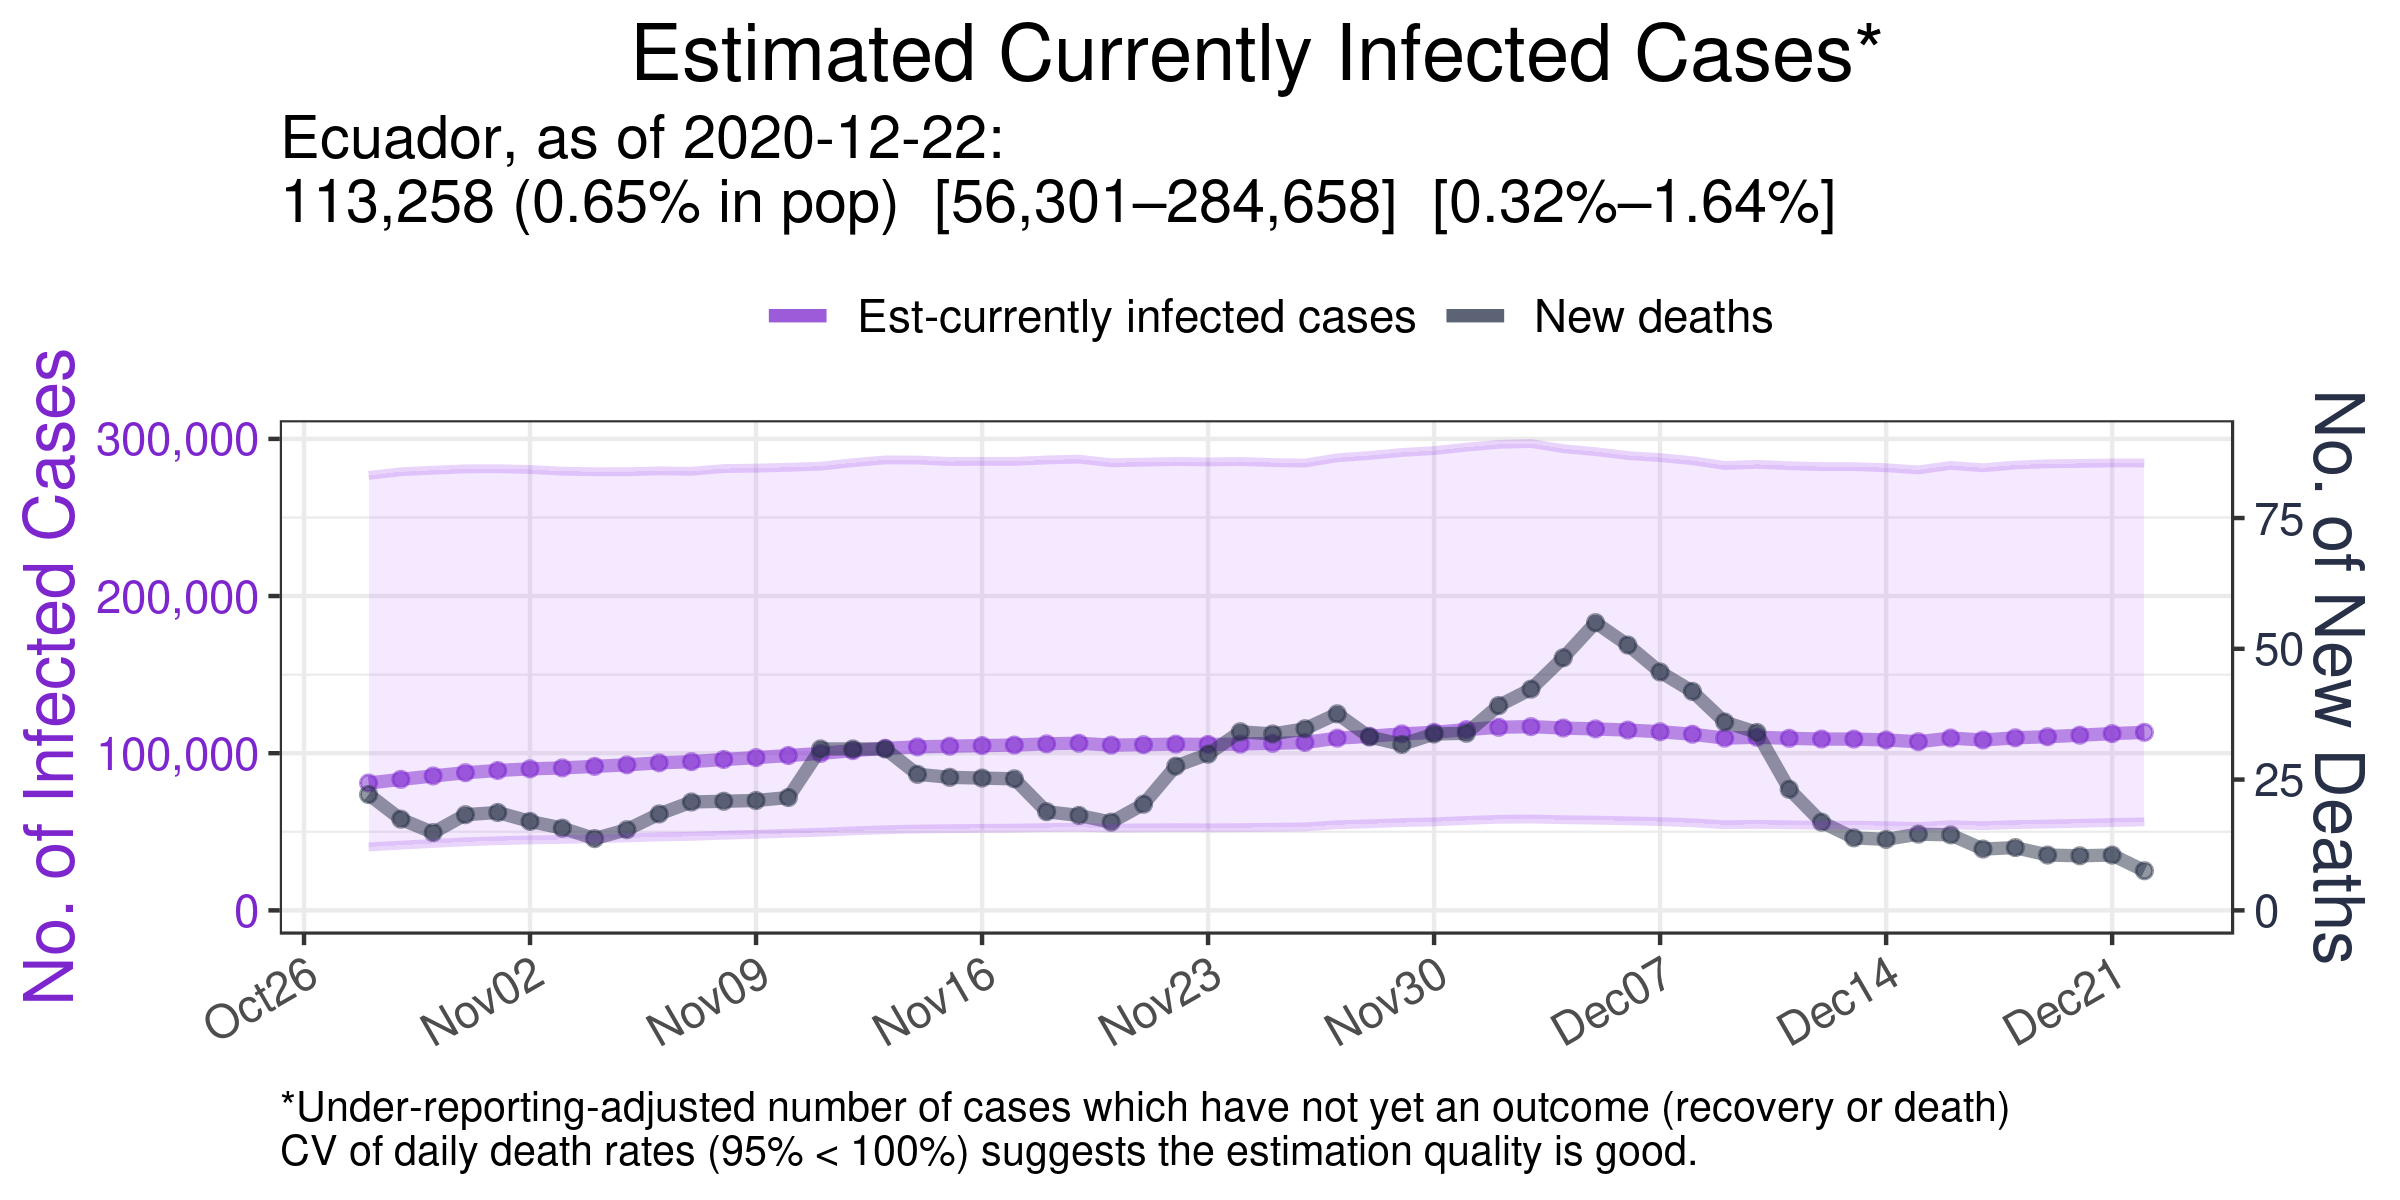 Estimated Currently Infected Cases*
Ecuador, as of 2020-12-22:
113,258 (0.65% in pop)  [56,301–284,658]  [0.32%–1.64%]
Est-currently infected cases
New deaths
No. of Infected Cases
300,000
200,000
100,000
0
75
50
25
0
No. of New Deaths
Oct26
Nov02
Nov09
Nov16
Nov23
Nov30
Dec07
Dec14
Dec21
*Under-reporting-adjusted number of cases which have not yet an outcome (recovery or death)
CV of daily death rates (95% < 100%) suggests the estimation quality is good.